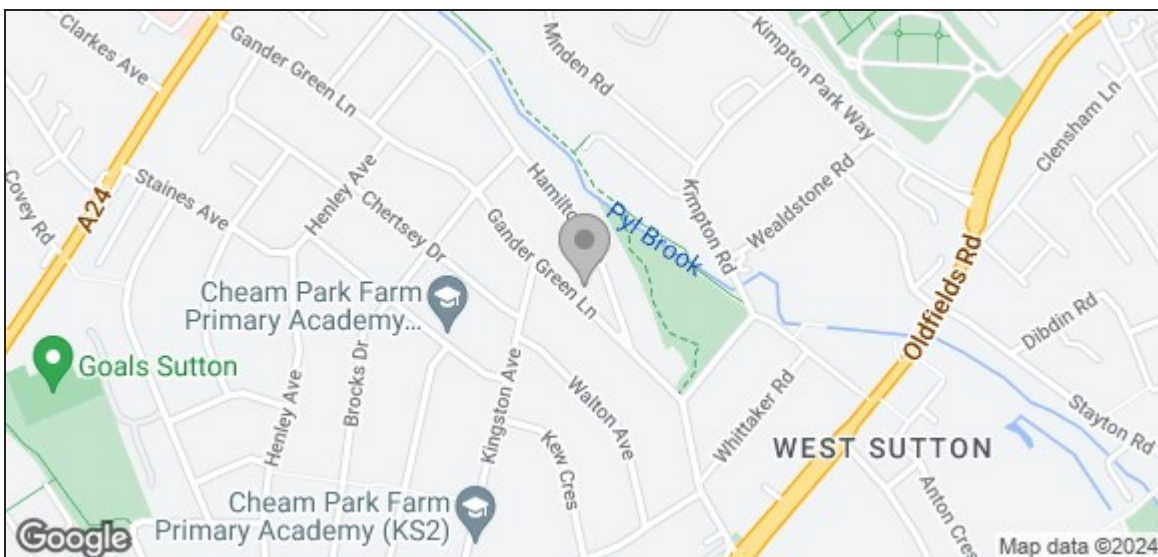 Clarkes Ave
Gander Green Ln
Minden Rd
Kimpton Park Way
Clensham Ln
Covey Rd
A24
Staines Ave
Henley Ave
Chertsey Dr
Hamilto
Gander Green Ln
Pyl Brook
Kimpton Rd
Wealdstone Rd
Oldfields Rd
Dibdin Rd
Cheam Park Farm
Primary Academy...
Goals Sutton
Henley Ave
Brocks Dr
Kingston Ave
Walton Ave
Kew Cres
Whittaker Rd
WEST SUTTON
Stayton Rd
Anton Cres
Cheam Park Farm
Primary Academy (KS2)
Google
Map data ©2024